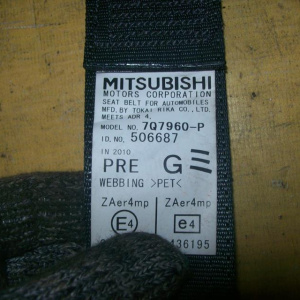 MITSUBISHI
MOTORS CORPORATION
SEAT BELT FOR AUTOMOBILES
MFD. BY TOKAI RIKA CO., LTD.
MEETS ADR 4,
MODEL NO. 7Q7960-P
ID. NO. 506687
IN 2010
PRE G
WEBBING >PET<
ZAer4mp ZAer4mp
E4 e4
436195